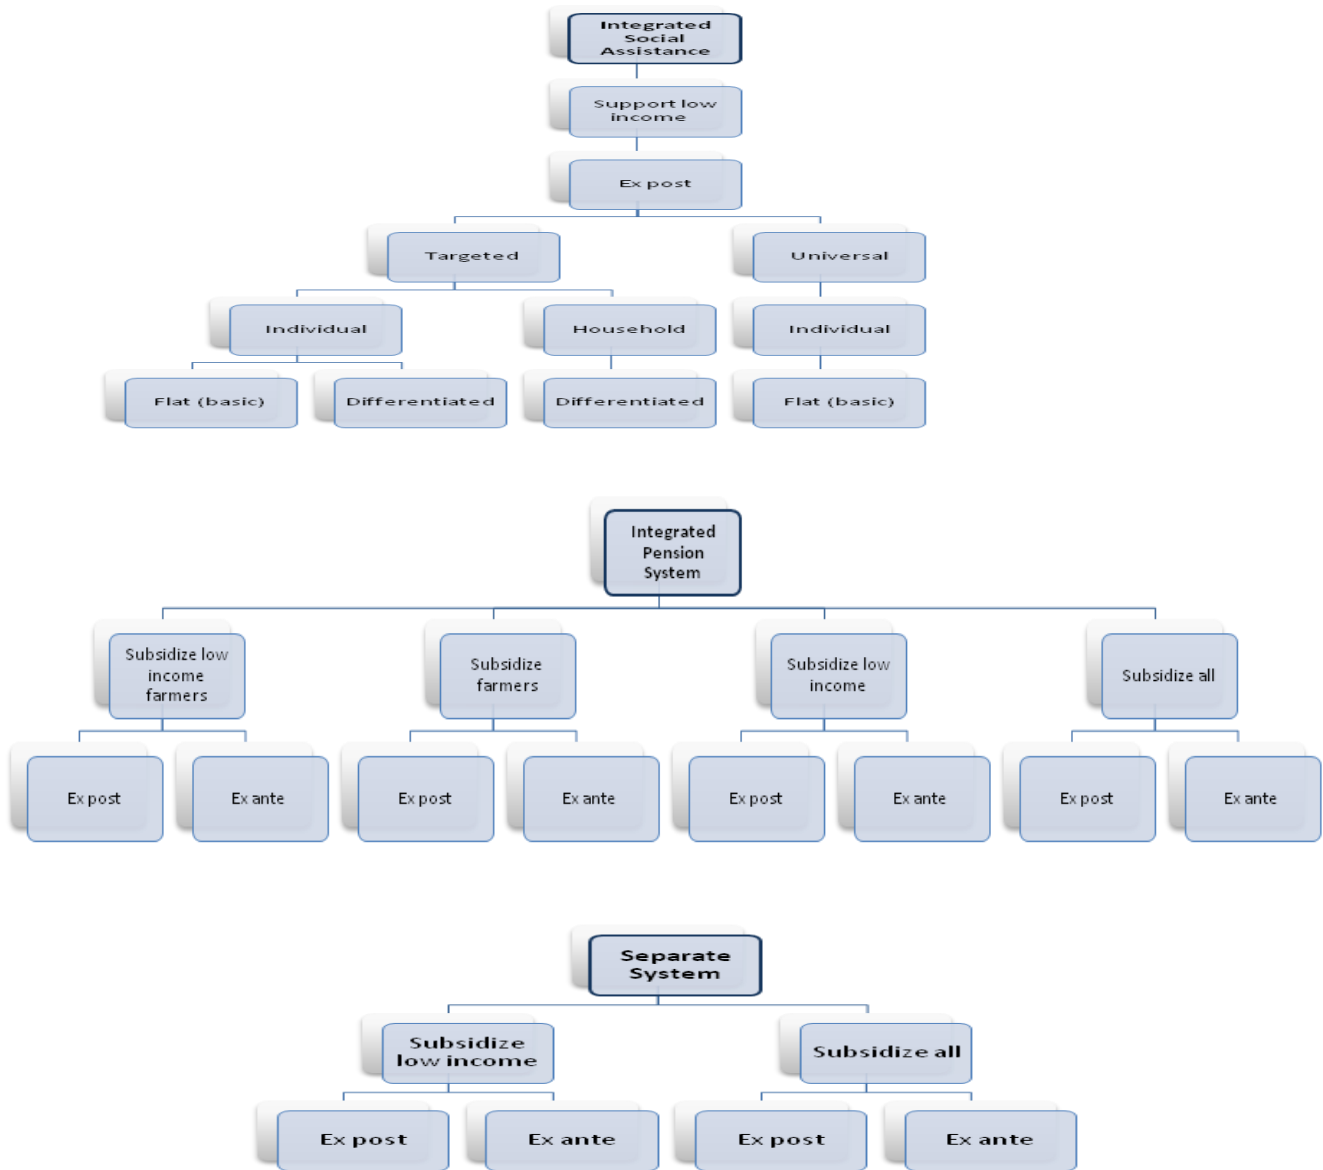 Integrated
Social
Assistance
Support low
income
Ex post
Targeted
Universal
Individual
Household
Individual
Flat (basic)
Differentiated
Differentiated
Flat (basic)
Integrated
Pension
System
Subsidize low
income
farmers
Subsidize
farmers
Subsidize low
income
Subsidize all
Ex post
Ex ante
Ex post
Ex ante
Ex post
Ex ante
Ex post
Ex ante
Separate
System
Subsidize
low income
Subsidize all
Ex post
Ex ante
Ex post
Ex ante